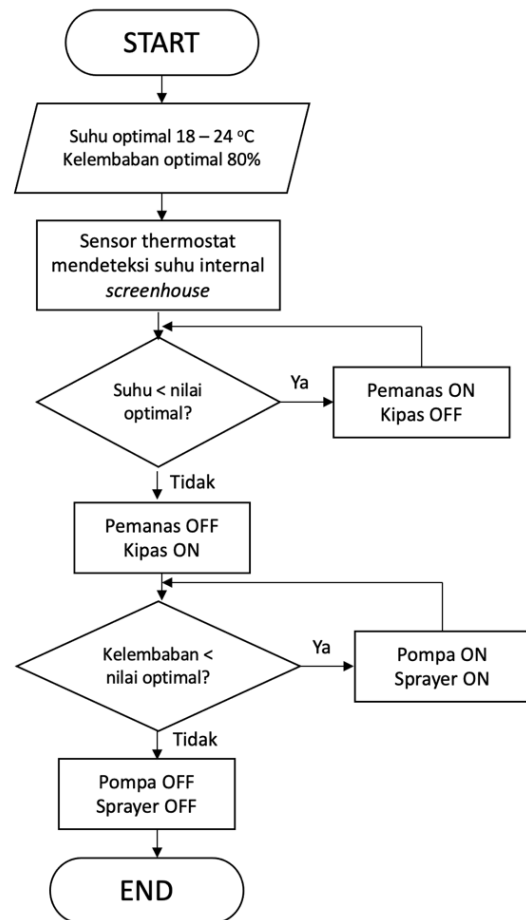 START
Suhu optimal 18 – 24 °C
Kelembaban optimal 80%
Sensor thermostat
mendeteksi suhu internal
screenhouse
Suhu < nilai
optimal?
Ya
Pemanas ON
Kipas OFF
Tidak
Pemanas OFF
Kipas ON
Kelembaban <
nilai optimal?
Ya
Pompa ON
Sprayer ON
Tidak
Pompa OFF
Sprayer OFF
END